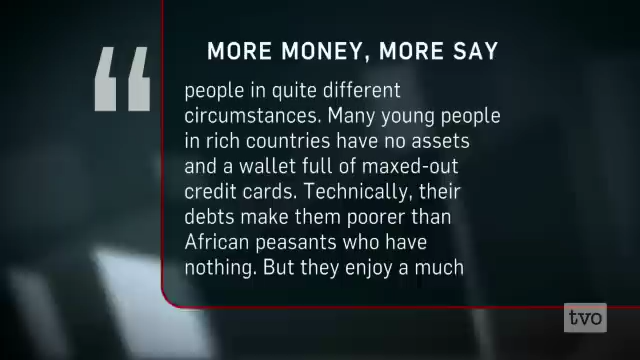 MORE MONEY, MORE SAY
people in quite different
circumstances. Many young people
in rich countries have no assets
and a wallet full of maxed-out
credit cards. Technically, their
debts make them poorer than
African peasants who have
nothing. But they enjoy a much
tvo